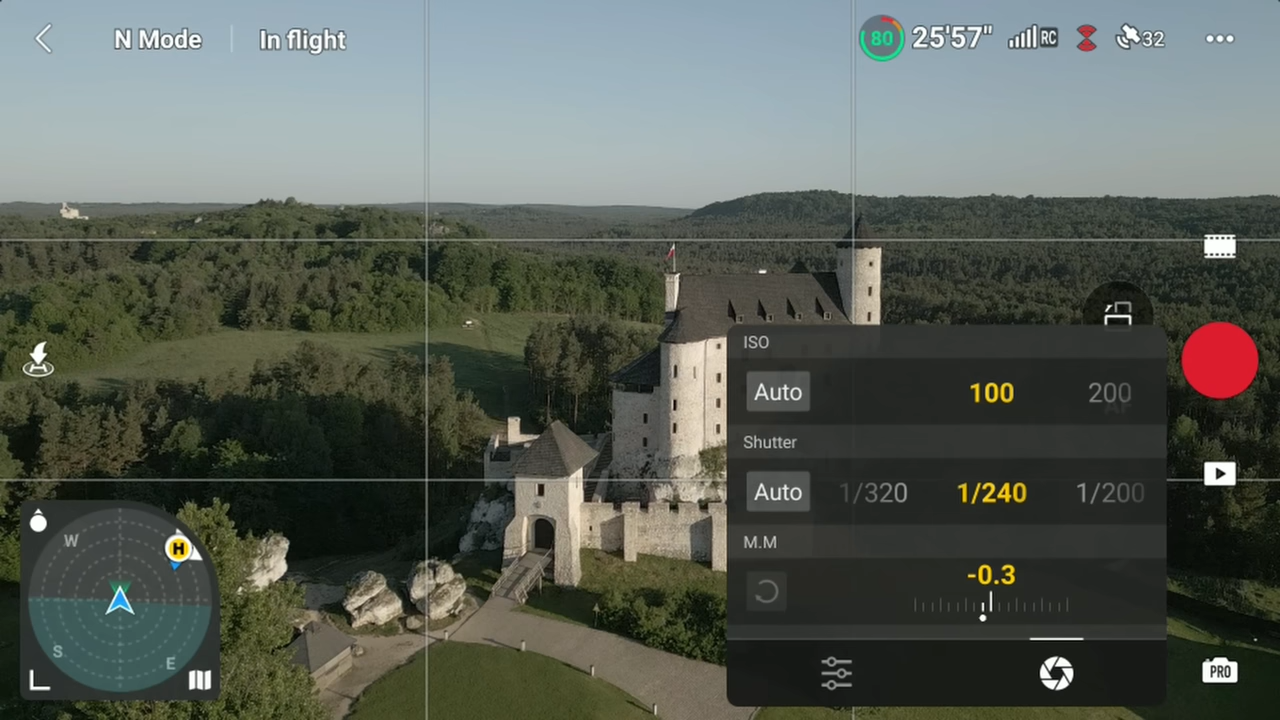 N Mode In flight 80 25'57" RC 32
ISO
Auto 100 200
AF
Shutter
Auto 1/320 1/240 1/200
M.M
-0.3
W
H
S
E
PRO